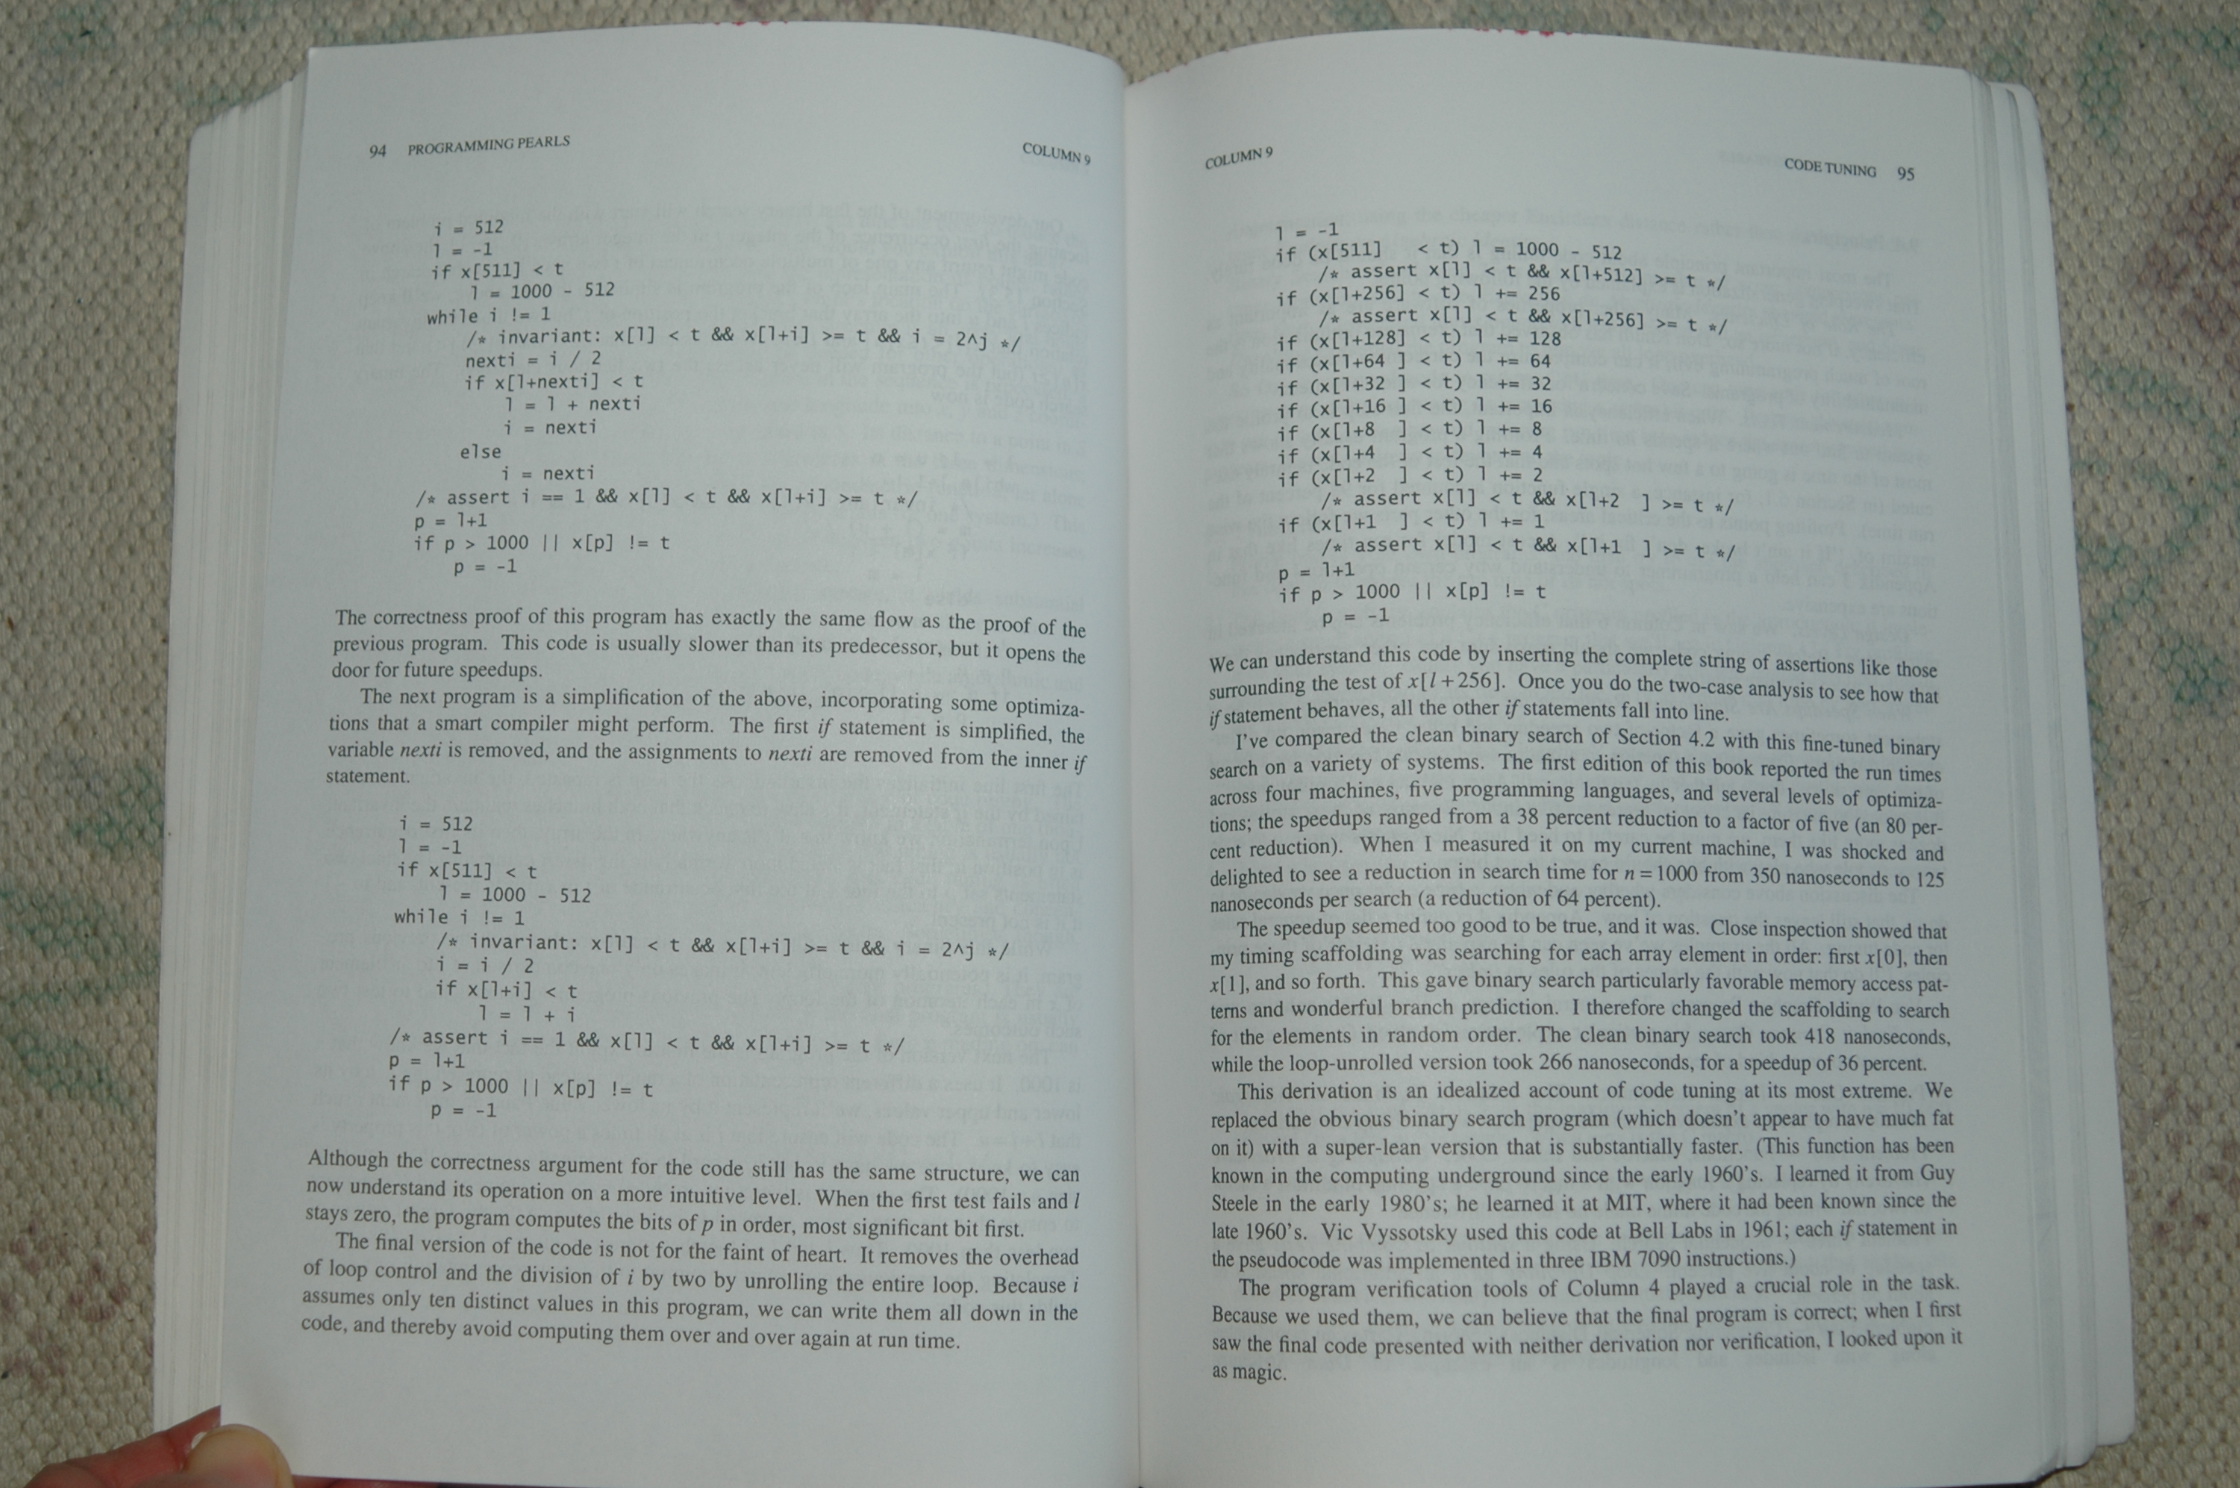 94 PROGRAMMING PEARLS COLUMN 9
i = 512
l = -1
if x[511] < t
l = 1000 - 512
while i != 1
/* invariant: x[l] < t && x[l+i] >= t && i = 2^j */
nexti = i / 2
if x[l+nexti] < t
l = l + nexti
i = nexti
else
i = nexti
/* assert i == 1 && x[l] < t && x[l+i] >= t */
p = l+1
if p > 1000 || x[p] != t
p = -1
The correctness proof of this program has exactly the same flow as the proof of the
previous program. This code is usually slower than its predecessor, but it opens the
door for future speedups.
The next program is a simplification of the above, incorporating some optimiza-
tions that a smart compiler might perform. The first if statement is simplified, the
variable nexti is removed, and the assignments to nexti are removed from the inner if
statement.
i = 512
l = -1
if x[511] < t
l = 1000 - 512
while i != 1
/* invariant: x[l] < t && x[l+i] >= t && i = 2^j */
i = i / 2
if x[l+i] < t
l = l + i
/* assert i == 1 && x[l] < t && x[l+i] >= t */
p = l+1
if p > 1000 || x[p] != t
p = -1
Although the correctness argument for the code still has the same structure, we can
now understand its operation on a more intuitive level. When the first test fails and l
stays zero, the program computes the bits of p in order, most significant bit first.
The final version of the code is not for the faint of heart. It removes the overhead
of loop control and the division of i by two by unrolling the entire loop. Because i
assumes only ten distinct values in this program, we can write them all down in the
code, and thereby avoid computing them over and over again at run time.
COLUMN 9 CODE TUNING 95
l = -1
if (x[511] < t) l = 1000 - 512
/* assert x[l] < t && x[l+512] >= t */
if (x[l+256] < t) l += 256
/* assert x[l] < t && x[l+256] >= t */
if (x[l+128] < t) l += 128
if (x[l+64 ] < t) l += 64
if (x[l+32 ] < t) l += 32
if (x[l+16 ] < t) l += 16
if (x[l+8 ] < t) l += 8
if (x[l+4 ] < t) l += 4
if (x[l+2 ] < t) l += 2
/* assert x[l] < t && x[l+2 ] >= t */
if (x[l+1 ] < t) l += 1
/* assert x[l] < t && x[l+1 ] >= t */
p = l+1
if p > 1000 || x[p] != t
p = -1
We can understand this code by inserting the complete string of assertions like those
surrounding the test of x[l+256]. Once you do the two-case analysis to see how that
if statement behaves, all the other if statements fall into line.
I've compared the clean binary search of Section 4.2 with this fine-tuned binary
search on a variety of systems. The first edition of this book reported the run times
across four machines, five programming languages, and several levels of optimiza-
tions; the speedups ranged from a 38 percent reduction to a factor of five (an 80 per-
cent reduction). When I measured it on my current machine, I was shocked and
delighted to see a reduction in search time for n = 1000 from 350 nanoseconds to 125
nanoseconds per search (a reduction of 64 percent).
The speedup seemed too good to be true, and it was. Close inspection showed that
my timing scaffolding was searching for each array element in order: first x[0], then
x[1], and so forth. This gave binary search particularly favorable memory access pat-
terns and wonderful branch prediction. I therefore changed the scaffolding to search
for the elements in random order. The clean binary search took 418 nanoseconds,
while the loop-unrolled version took 266 nanoseconds, for a speedup of 36 percent.
This derivation is an idealized account of code tuning at its most extreme. We
replaced the obvious binary search program (which doesn't appear to have much fat
on it) with a super-lean version that is substantially faster. (This function has been
known in the computing underground since the early 1960's. I learned it from Guy
Steele in the early 1980's; he learned it at MIT, where it had been known since the
late 1960's. Vic Vyssotsky used this code at Bell Labs in 1961; each if statement in
the pseudocode was implemented in three IBM 7090 instructions.)
The program verification tools of Column 4 played a crucial role in the task.
Because we used them, we can believe that the final program is correct; when I first
saw the final code presented with neither derivation nor verification, I looked upon it
as magic.